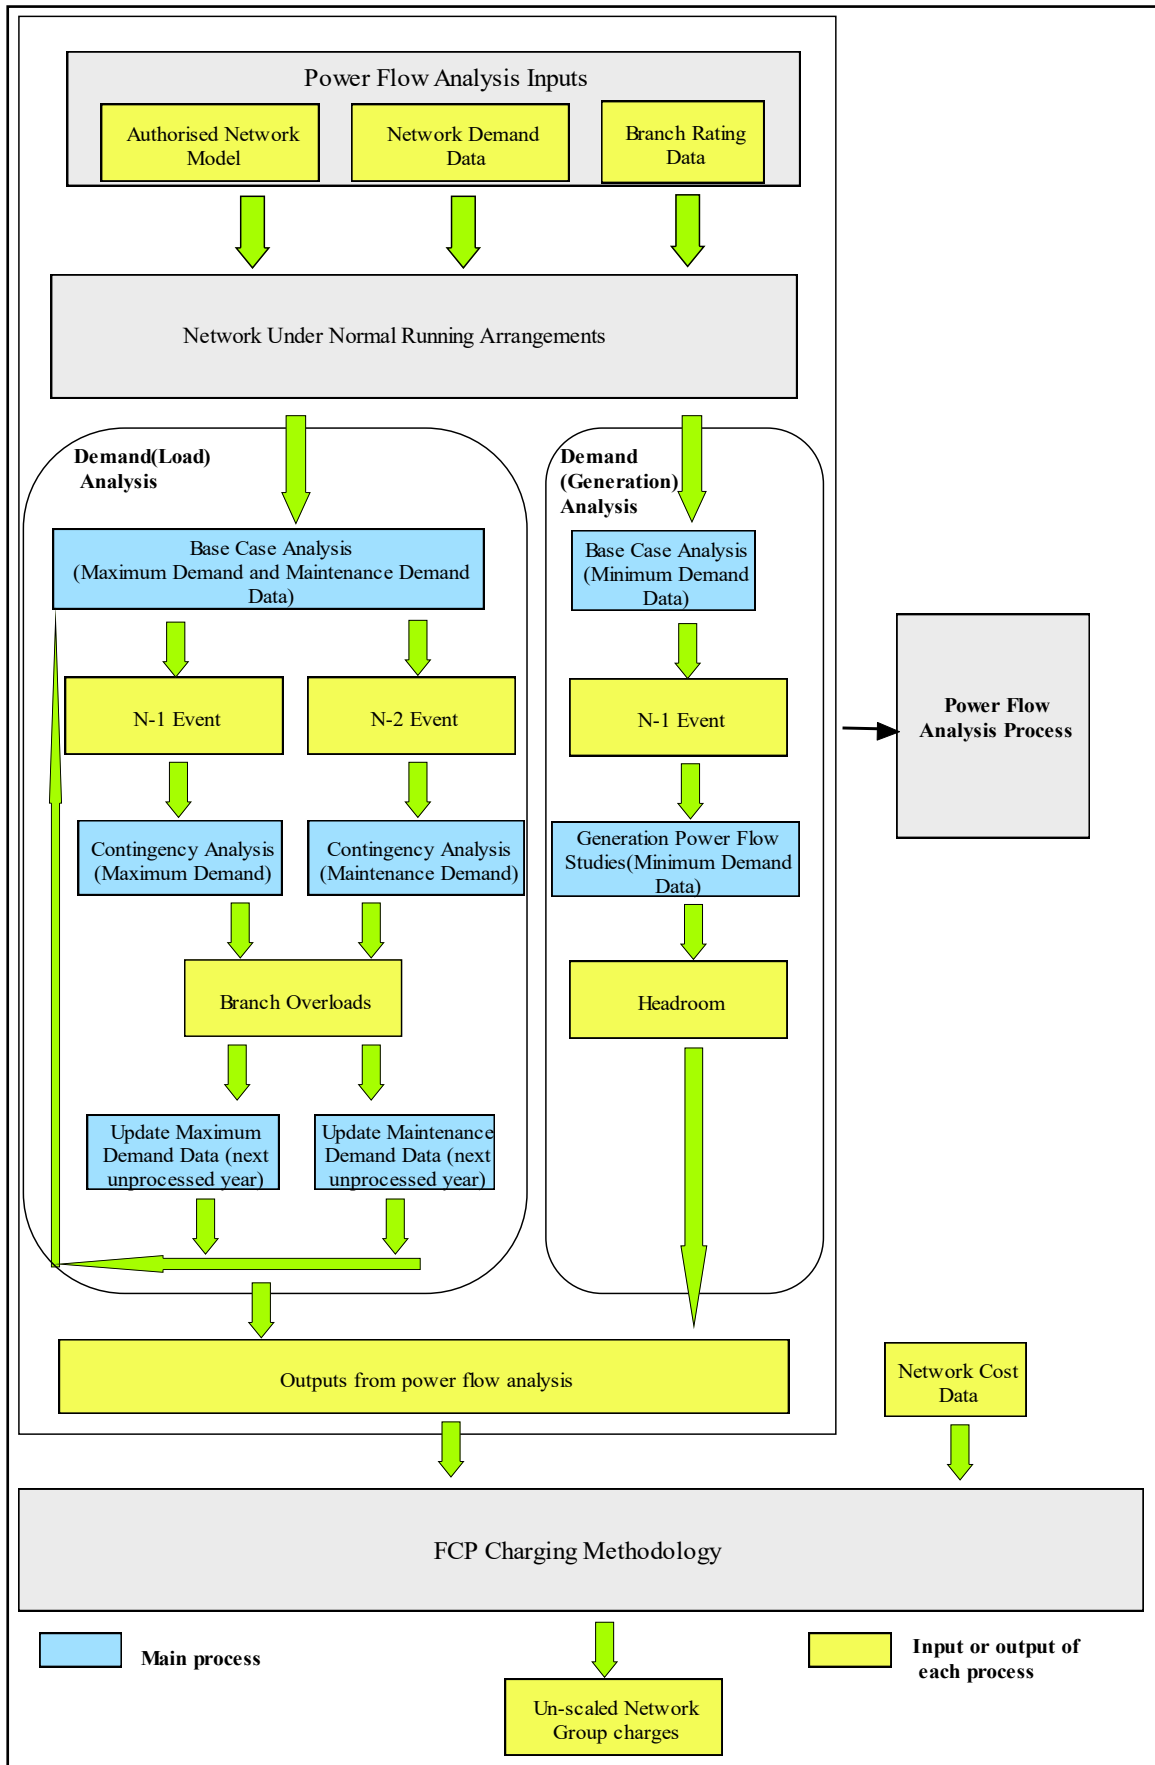 Power Flow Analysis Inputs
Authorised Network
Model
Network Demand
Data
Branch Rating
Data
Network Under Normal Running Arrangements
Demand(Load)
Analysis
Demand
(Generation)
Analysis
Base Case Analysis
(Maximum Demand and Maintenance Demand
Data)
Base Case Analysis
(Minimum Demand
Data)
N-1 Event
N-2 Event
N-1 Event
Power Flow
Analysis Process
Contingency Analysis
(Maximum Demand)
Contingency Analysis
(Maintenance Demand)
Generation Power Flow
Studies(Minimum Demand
Data)
Branch Overloads
Headroom
Update Maximum
Demand Data (next
unprocessed year)
Update Maintenance
Demand Data (next
unprocessed year)
Outputs from power flow analysis
Network Cost
Data
FCP Charging Methodology
Main process
Input or output of
each process
Un-scaled Network
Group charges